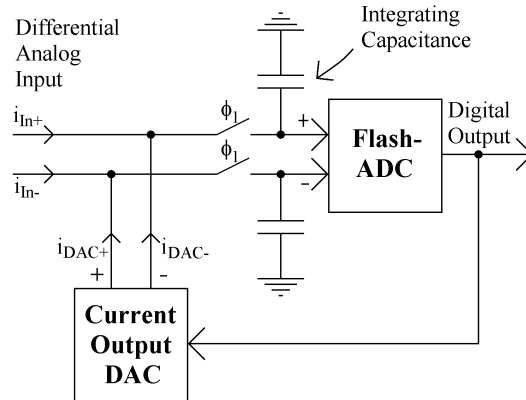 Differential
Analog
Input
Integrating
Capacitance
i_In+
ϕ1
+
Flash-
ADC
Digital
Output
i_In-
ϕ1
-
i_DAC+
i_DAC-
+
-
Current
Output
DAC